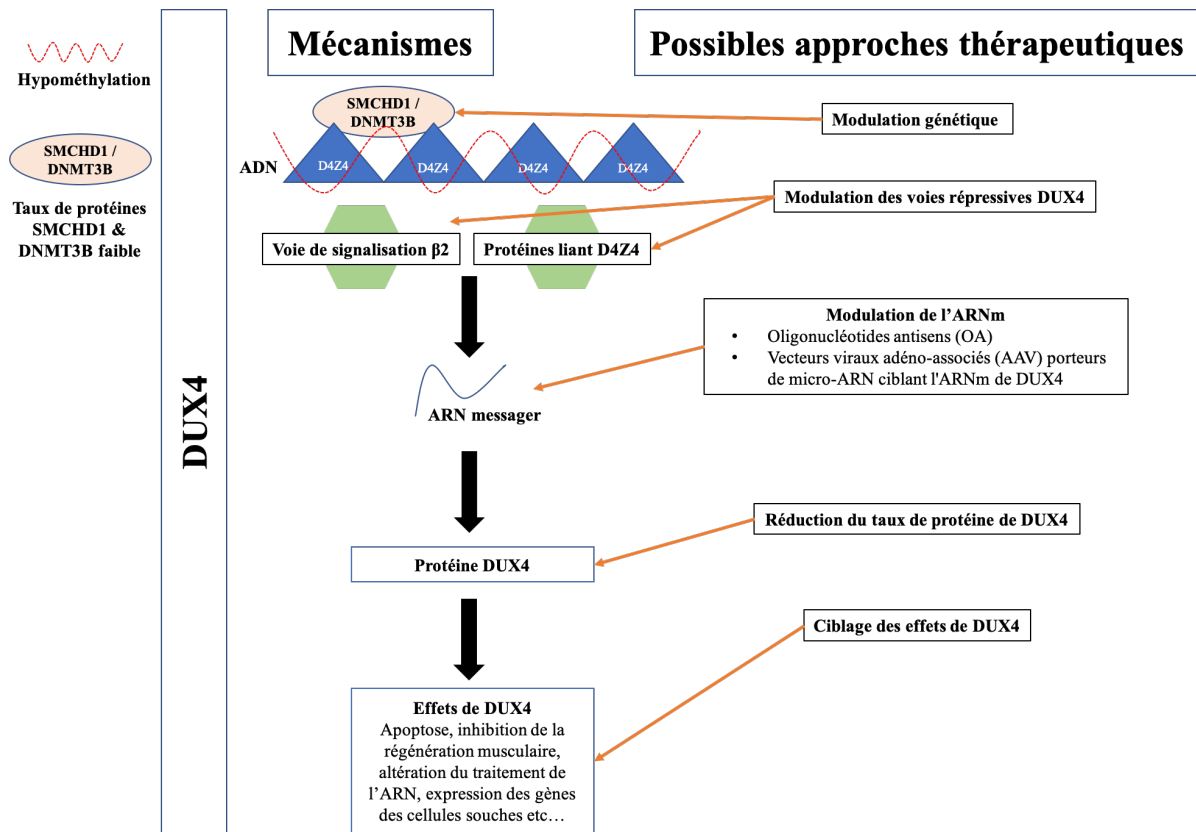 Mécanismes
Possibles approches thérapeutiques
Hypométhylation
SMCHD1 /
DNMT3B
Taux de protéines
SMCHD1 &
DNMT3B faible
DUX4
SMCHD1 /
DNMT3B
Modulation génétique
ADN
D4Z4
D4Z4
D4Z4
D4Z4
Modulation des voies répressives DUX4
Voie de signalisation β2
Protéines liant D4Z4
Modulation de l’ARNm
• Oligonucléotides antisens (OA)
• Vecteurs viraux adéno-associés (AAV) porteurs
de micro-ARN ciblant l'ARNm de DUX4
ARN messager
Réduction du taux de protéine de DUX4
Protéine DUX4
Ciblage des effets de DUX4
Effets de DUX4
Apoptose, inhibition de la
régénération musculaire,
altération du traitement de
l’ARN, expression des gènes
des cellules souches etc…